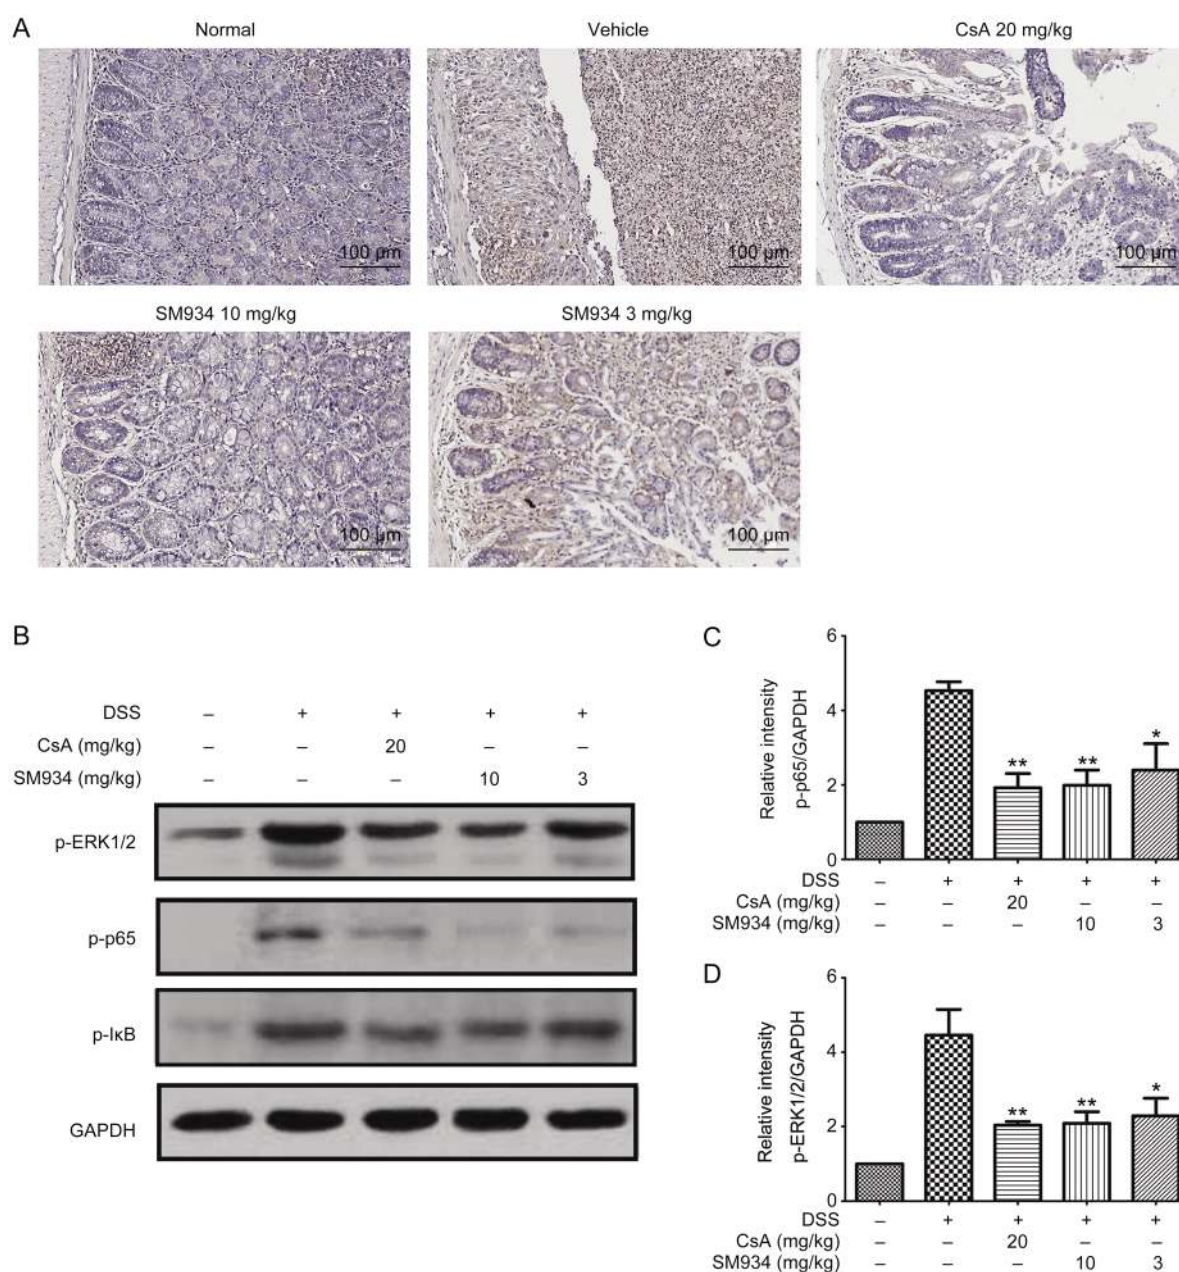 A
Normal
Vehicle
CsA 20 mg/kg
100 µm
100 µm
100 µm
SM934 10 mg/kg
SM934 3 mg/kg
100 µm
100 µm
B
DSS – + + + +
CsA (mg/kg) – – 20 – –
SM934 (mg/kg) – – – 10 3
p-ERK1/2
p-p65
p-IκB
GAPDH
C
Relative intensity
p-p65/GAPDH
6
4
2
0
** ** *
DSS – + + + +
CsA (mg/kg) – – 20 – –
SM934 (mg/kg) – – – 10 3
D
Relative intensity
p-ERK1/2/GAPDH
6
4
2
0
** ** *
DSS – + + + +
CsA (mg/kg) – – 20 – –
SM934 (mg/kg) – – – 10 3